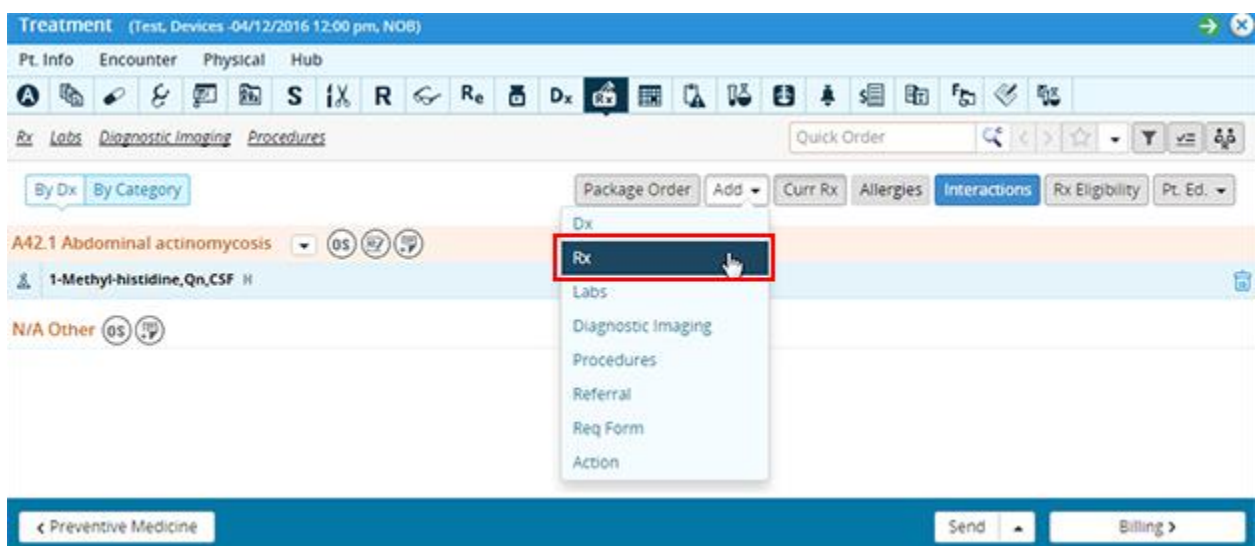 Treatment (Test, Devices -04/12/2016 12:00 pm, NOB)
Pt. Info Encounter Physical Hub
A S R Re Dx Rx
Rx Labs Diagnostic Imaging Procedures Quick Order
By Dx By Category Package Order Add Curr Rx Allergies Interactions Rx Eligibility Pt. Ed.
Dx
A42.1 Abdominal actinomycosis OS
Rx
1-Methyl-histidine,Qn,CSF H
Labs
N/A Other OS
Diagnostic Imaging
Procedures
Referral
Req Form
Action
< Preventive Medicine Send Billing >